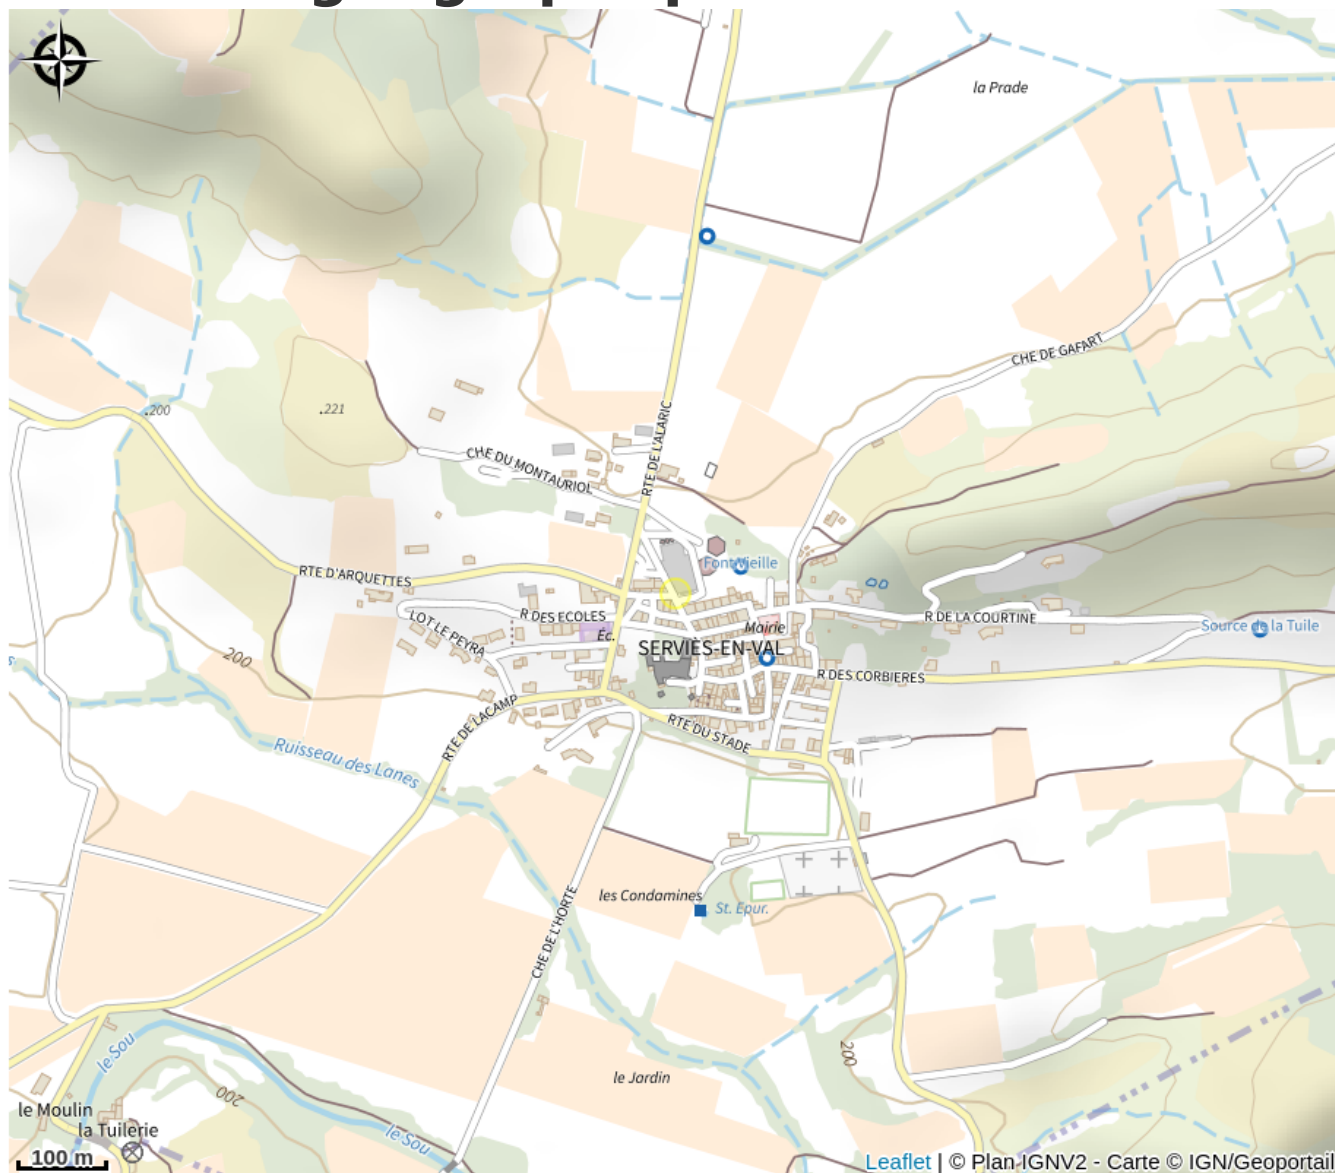 la Prade
CHE DE GAFART
.200
.221
RTE DE L'ALARIC
CHE DU MONTAURIOL
Font Vieille
RTE D'ARQUETTES
R DES ECOLES
LOT LE PEYRA
Éc.
Mairie
R DE LA COURTINE
Source de la Tuile
SERVIÈS-EN-VAL
200
R DES CORBIERES
RTE DE LACAMP
RTE DU STADE
Ruisseau des Lanes
les Condamines
St. Epur.
CHE DE L'HORTE
le Sou
200
le Jardin
200
le Moulin
la Tuilerie
le Sou
100 m
Leaflet | © Plan IGNV2 - Carte © IGN/Geoportail